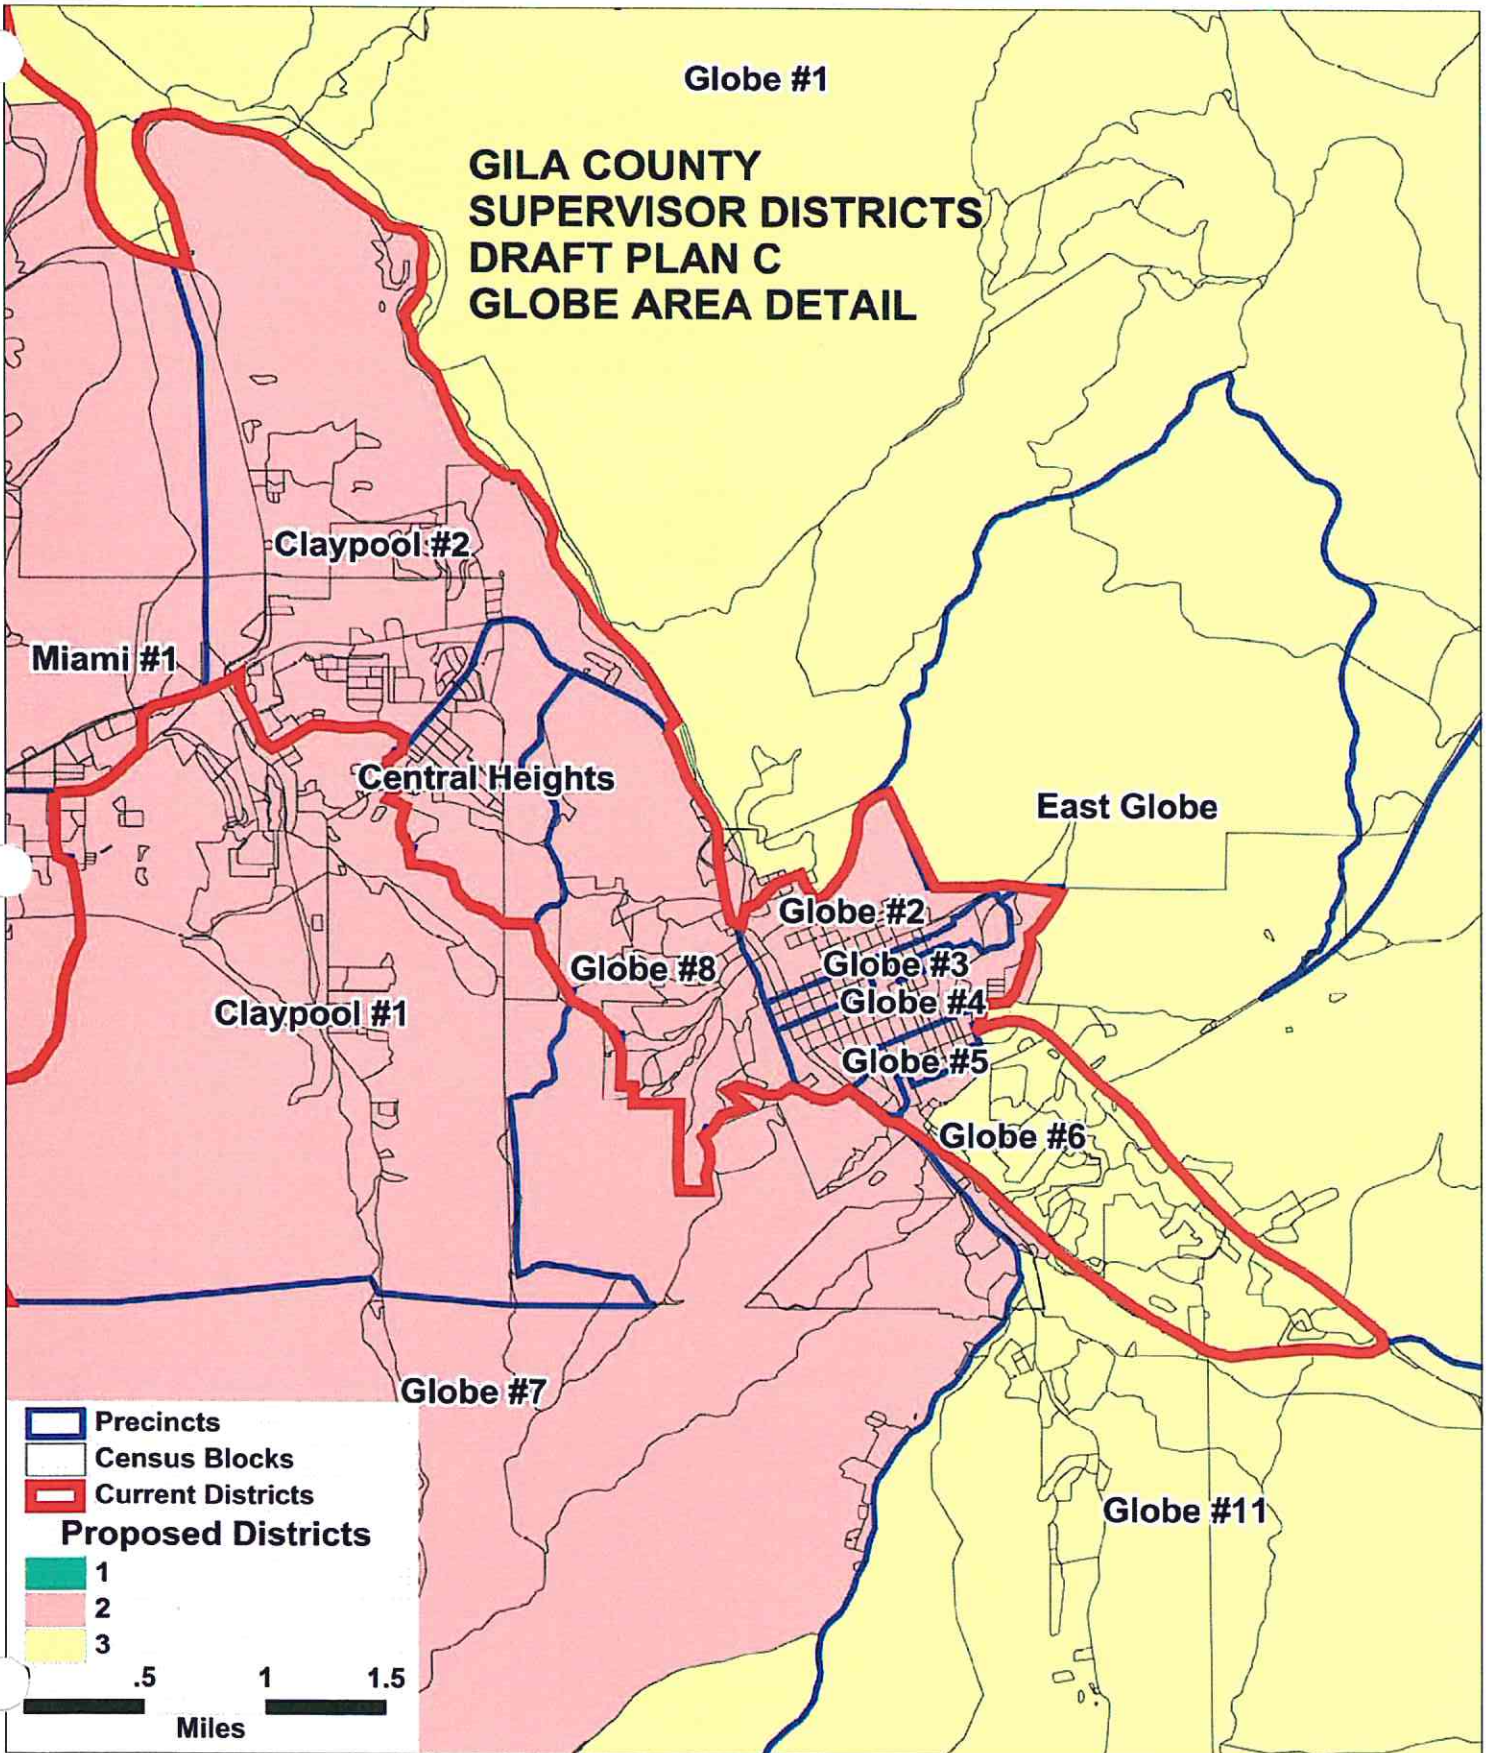 Globe #1
GILA COUNTY
SUPERVISOR DISTRICTS
DRAFT PLAN C
GLOBE AREA DETAIL
Claypool #2
Miami #1
Central Heights
East Globe
Globe #2
Globe #3
Globe #8
Globe #4
Claypool #1
Globe #5
Globe #6
Globe #7
Globe #11
Precincts
Census Blocks
Current Districts
Proposed Districts
1
2
3
.5 1 1.5
Miles